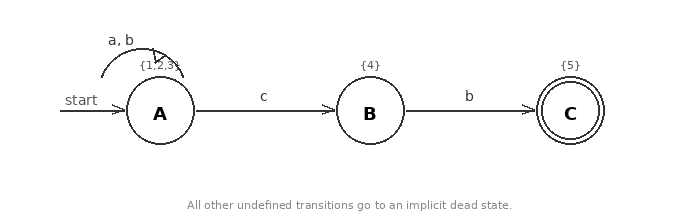 a, b
{1,2,3}
{4}
{5}
start
c
b
A
B
C
All other undefined transitions go to an implicit dead state.